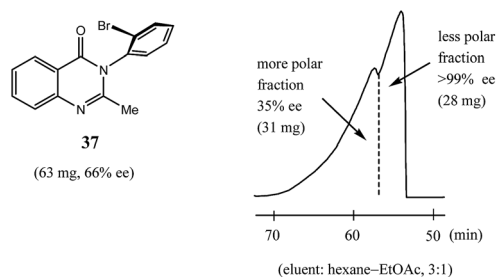 Br
O
N
N
Me
37
(63 mg, 66% ee)
more polar
fraction
35% ee
(31 mg)
less polar
fraction
>99% ee
(28 mg)
70 60 50 (min)
(eluent: hexane−EtOAc, 3:1)